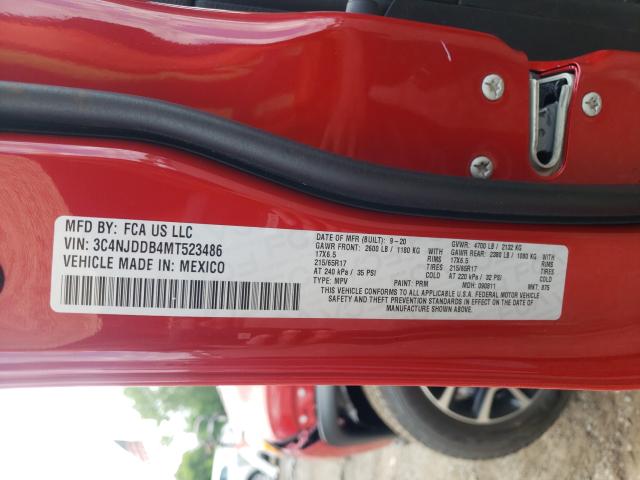 MFD BY: FCA US LLC
VIN: 3C4NJDDB4MT523486
VEHICLE MADE IN: MEXICO
DATE OF MFR (BUILT): 9-20 GVWR: 4700 LB / 2132 KG
GAWR FRONT: 2600 LB / 1180 KG WITH GAWR REAR: 2380 LB / 1080 KG WITH
17X6.5 RIMS 17X6.5 RIMS
215/65R17 TIRES 215/65R17 TIRES
AT 240 kPa / 35 PSI COLD AT 220 kPa / 32 PSI COLD
TYPE: MPV PAINT: PRM MDH: 090811 MKT: 875
THIS VEHICLE CONFORMS TO ALL APPLICABLE U.S.A. FEDERAL MOTOR VEHICLE
SAFETY AND THEFT PREVENTION STANDARDS IN EFFECT ON THE DATE OF
MANUFACTURE SHOWN ABOVE.